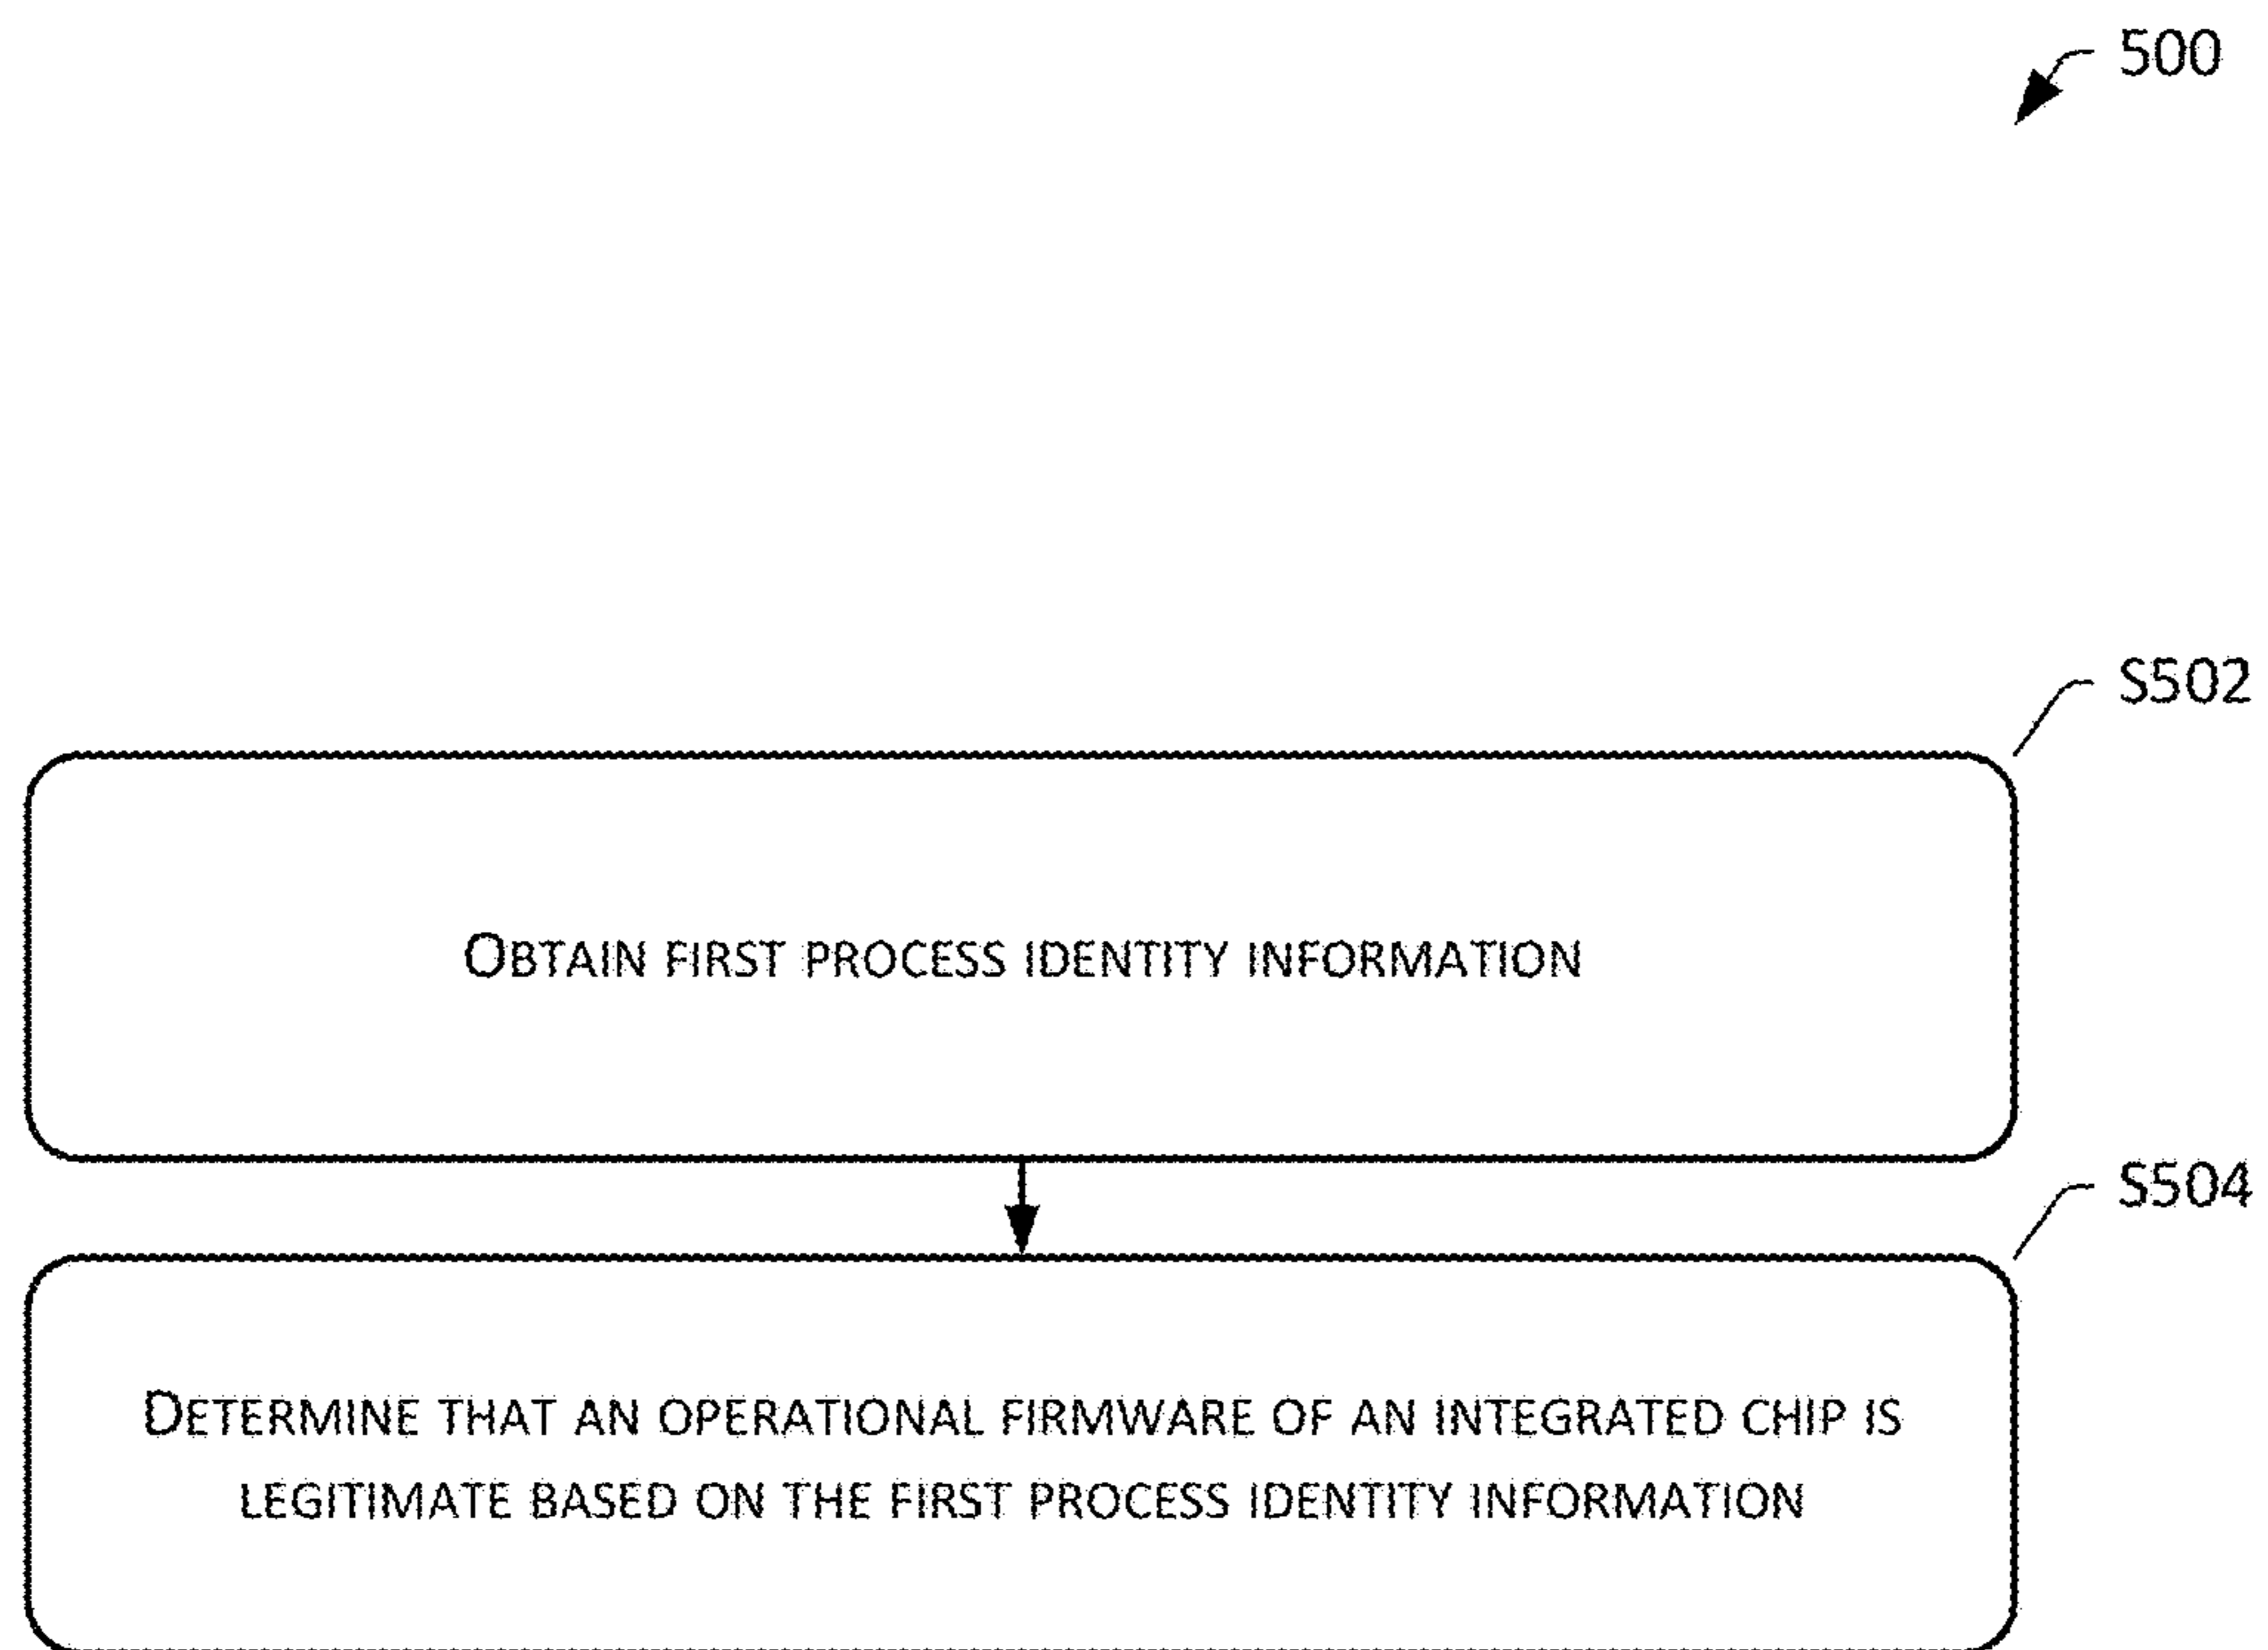 500
S502
OBTAIN FIRST PROCESS IDENTITY INFORMATION
S504
DETERMINE THAT AN OPERATIONAL FIRMWARE OF AN INTEGRATED CHIP IS
LEGITIMATE BASED ON THE FIRST PROCESS IDENTITY INFORMATION